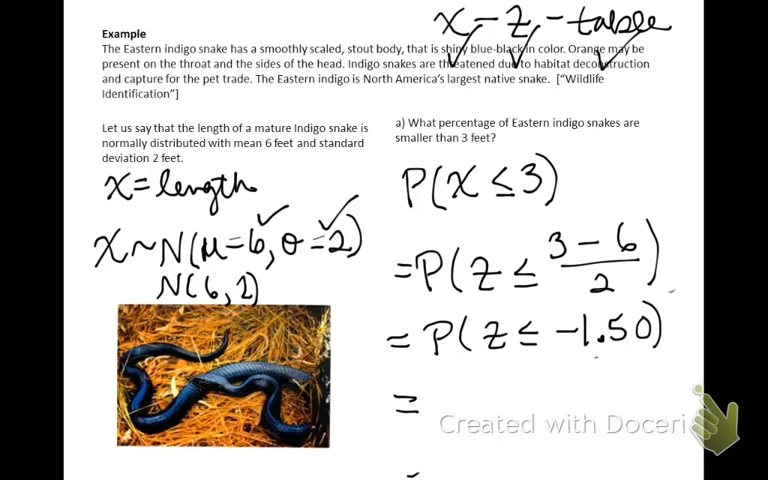 x – z – table
Example
The Eastern indigo snake has a smoothly scaled, stout body, that is shiny blue-black in color. Orange may be
present on the throat and the sides of the head. Indigo snakes are threatened due to habitat deconstruction
and capture for the pet trade. The Eastern indigo is North America's largest native snake. ["Wildlife
Identification"]
Let us say that the length of a mature Indigo snake is
normally distributed with mean 6 feet and standard
deviation 2 feet.
x = length
x ~ N(μ=6, σ=2)
N(6, 2)
a) What percentage of Eastern indigo snakes are
smaller than 3 feet?
P(x ≤ 3)
= P(z ≤ (3 – 6)/2)
= P(z ≤ -1.50)
=
Created with Doceri